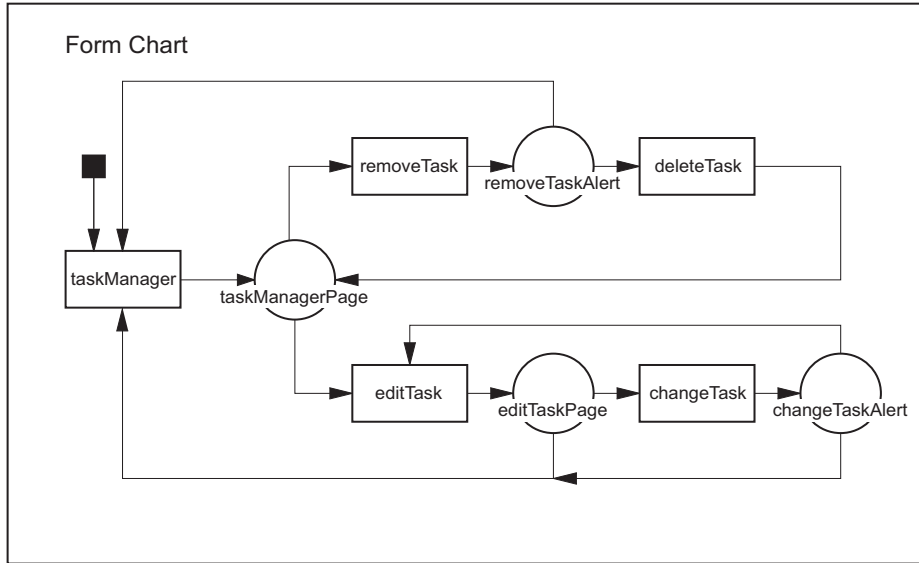 Form Chart
removeTask
removeTaskAlert
deleteTask
taskManager
taskManagerPage
editTask
editTaskPage
changeTask
changeTaskAlert